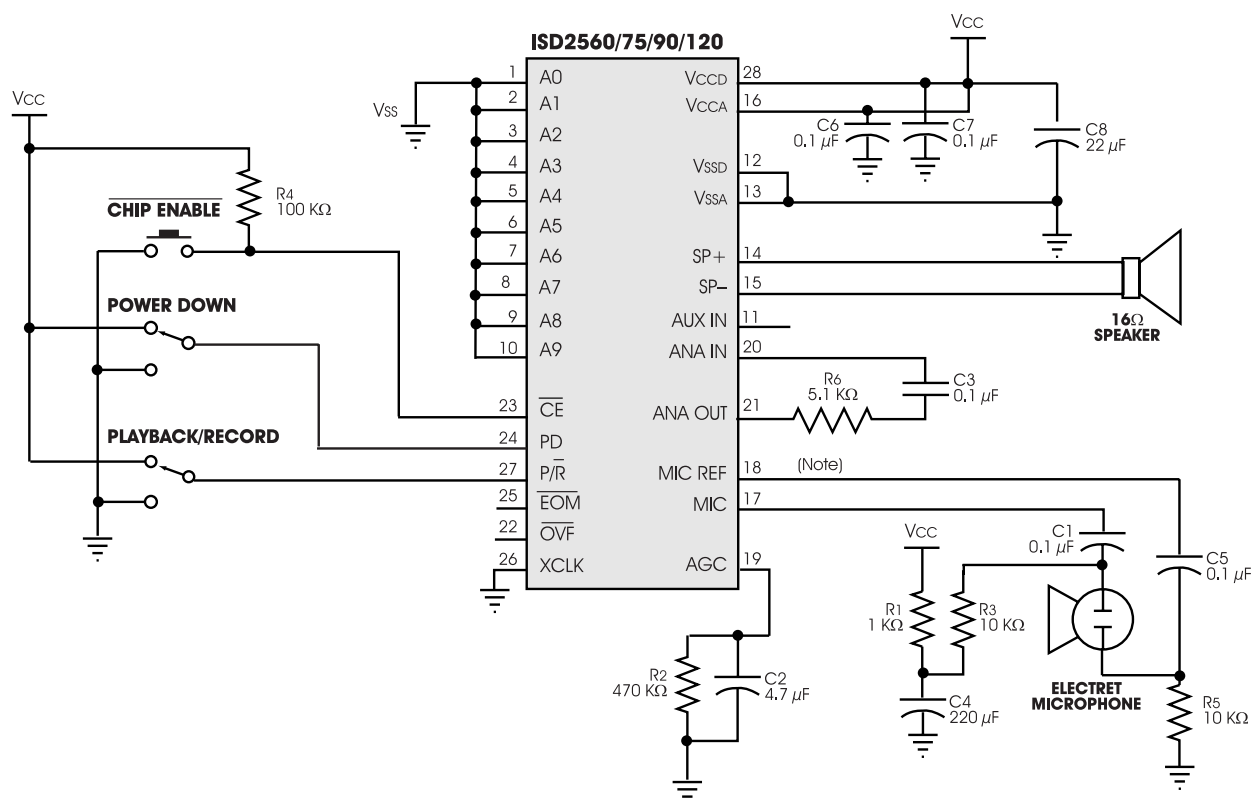 ISD2560/75/90/120
VCC
VCC
VSS
1 A0
2 A1
3 A2
4 A3
5 A4
6 A5
7 A6
8 A7
9 A8
10 A9
23 CE
24 PD
27 P/R
25 EOM
22 OVF
26 XCLK
VCCD 28
VCCA 16
VSSD 12
VSSA 13
SP+ 14
SP– 15
AUX IN 11
ANA IN 20
ANA OUT 21
MIC REF 18 (Note)
MIC 17
AGC 19
R4
100 KΩ
CHIP ENABLE
POWER DOWN
PLAYBACK/RECORD
C6
0.1 µF
C7
0.1 µF
C8
22 µF
16Ω
SPEAKER
R6
5.1 KΩ
C3
0.1 µF
VCC
C1
0.1 µF
C5
0.1 µF
R1
1 KΩ
R3
10 KΩ
R2
470 KΩ
C2
4.7 µF
C4
220 µF
ELECTRET
MICROPHONE
R5
10 KΩ